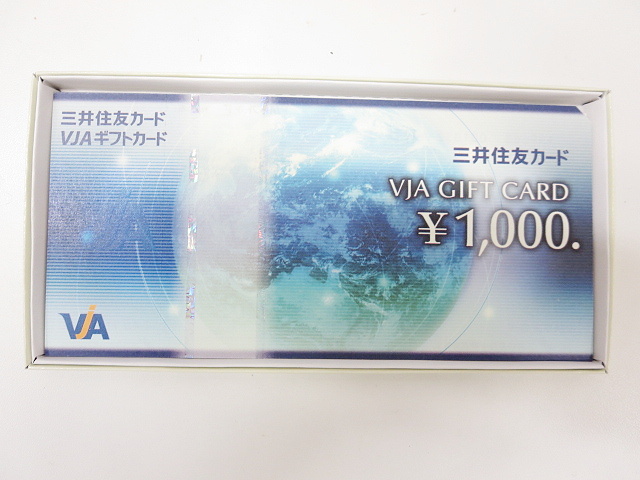 三井住友カード
VJAギフトカード
三井住友カード
VJA GIFT CARD
¥1,000.
VJA